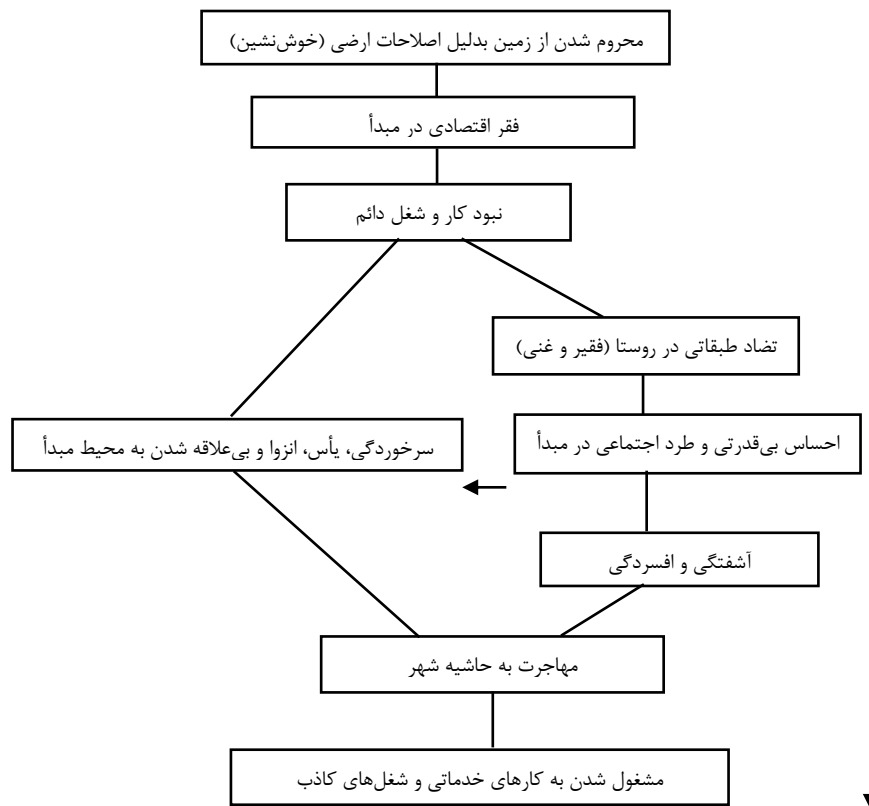 محروم شدن از زمین بدلیل اصلاحات ارضی (خوش‌نشین)
فقر اقتصادی در مبدأ
نبود کار و شغل دائم
تضاد طبقاتی در روستا (فقیر و غنی)
احساس بی‌قدرتی و طرد اجتماعی در مبدأ
سرخوردگی، یأس، انزوا و بی‌علاقه شدن به محیط مبدأ
آشفتگی و افسردگی
مهاجرت به حاشیه شهر
مشغول شدن به کارهای خدماتی و شغل‌های کاذب